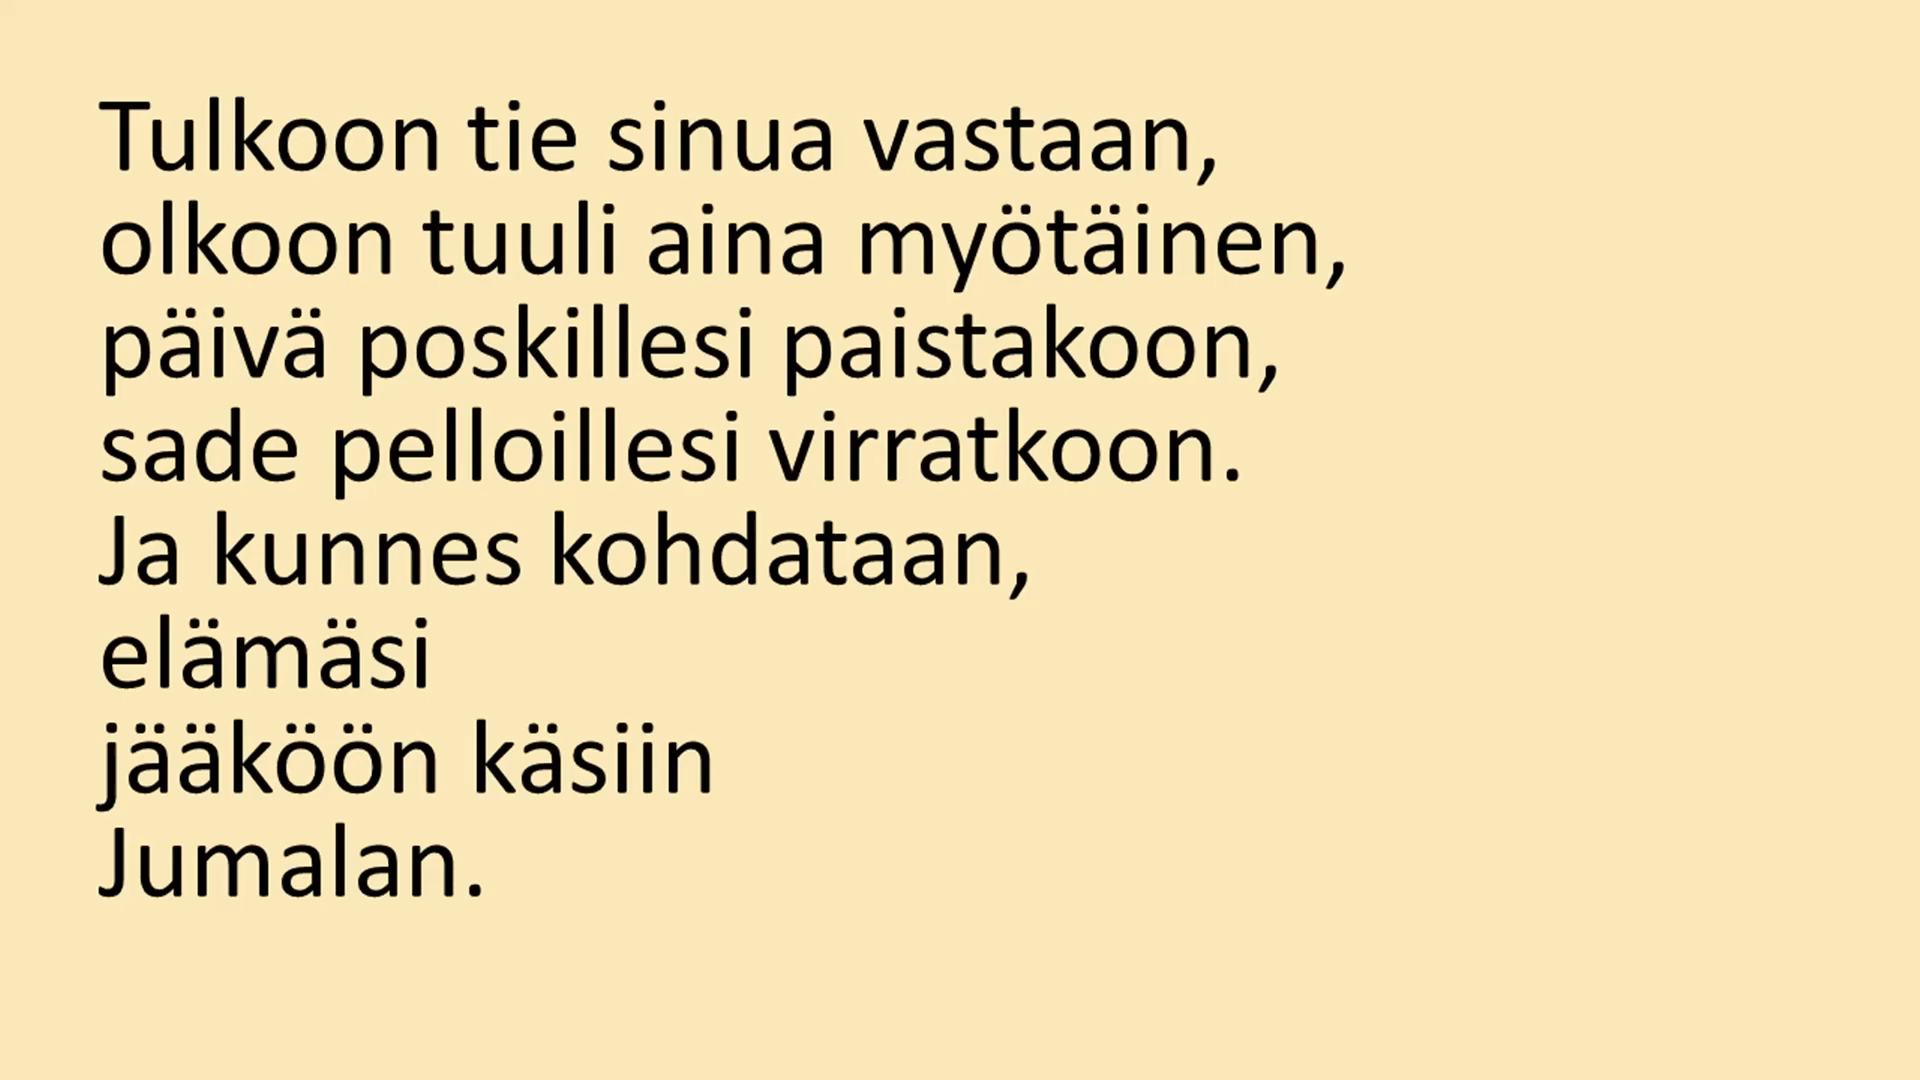 Tulkoon tie sinua vastaan,
olkoon tuuli aina myötäinen,
päivä poskillesi paistakoon,
sade pelloillesi virratkoon.
Ja kunnes kohdataan,
elämäsi
jääköön käsiin
Jumalan.